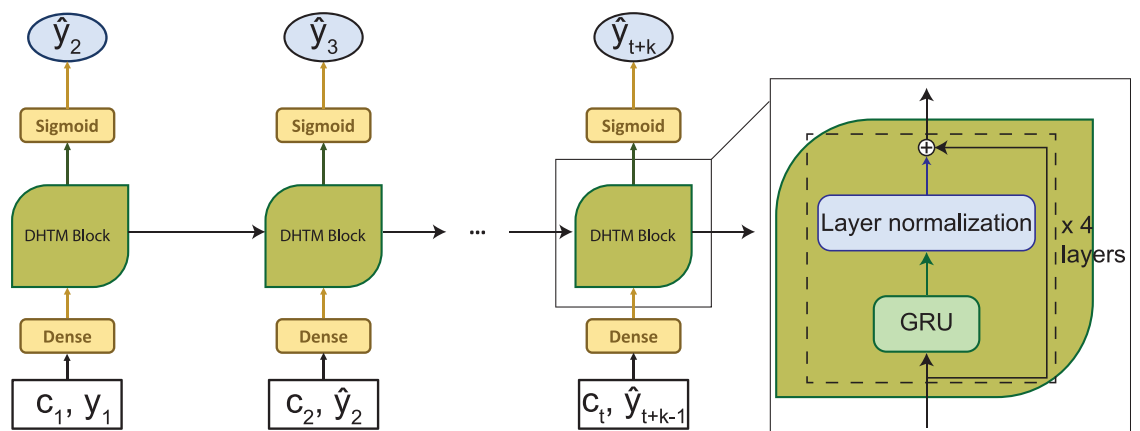 ŷ2
ŷ3
ŷt+k
Sigmoid
Sigmoid
Sigmoid
DHTM Block
DHTM Block
...
DHTM Block
Dense
Dense
Dense
c1, y1
c2, ŷ2
ct, ŷt+k-1
+
Layer normalization
x 4
layers
GRU